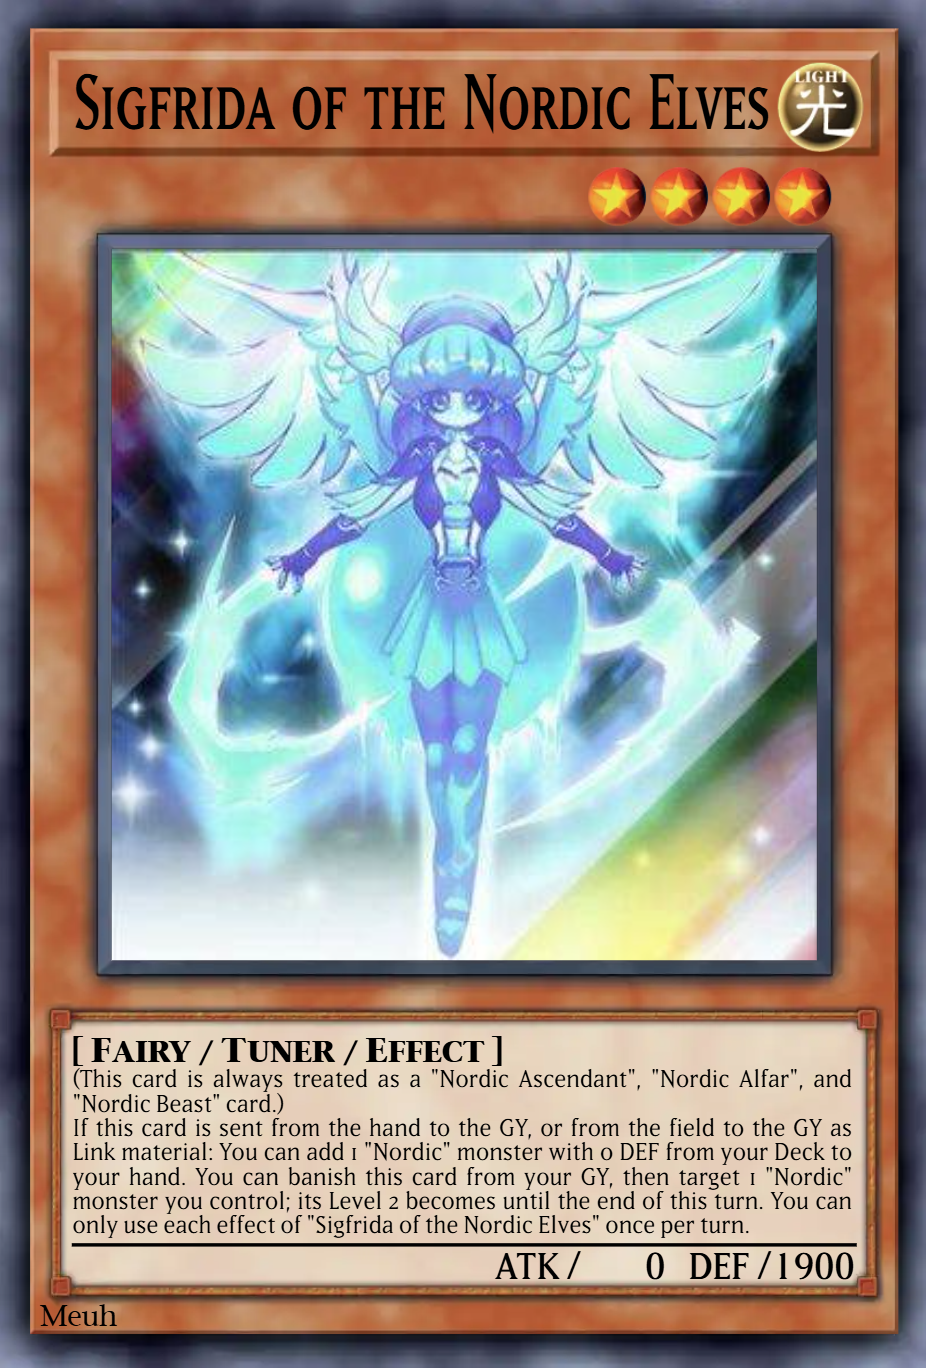 Sigfrida of the Nordic Elves
LIGHT
光
[ Fairy / Tuner / Effect ]
(This card is always treated as a "Nordic Ascendant", "Nordic Alfar", and
"Nordic Beast" card.)
If this card is sent from the hand to the GY, or from the field to the GY as
Link material: You can add 1 "Nordic" monster with 0 DEF from your Deck to
your hand. You can banish this card from your GY, then target 1 "Nordic"
monster you control; its Level 2 becomes until the end of this turn. You can
only use each effect of "Sigfrida of the Nordic Elves" once per turn.
ATK / 0 DEF /1900
Meuh